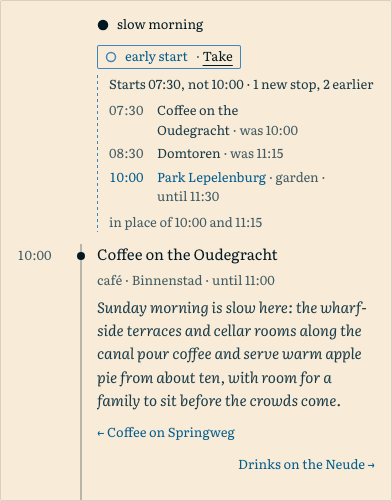 slow morning
early start · Take
Starts 07:30, not 10:00 · 1 new stop, 2 earlier
07:30 Coffee on the
Oudegracht · was 10:00
08:30 Domtoren · was 11:15
10:00 Park Lepelenburg · garden ·
until 11:30
in place of 10:00 and 11:15
10:00 Coffee on the Oudegracht
café · Binnenstad · until 11:00
Sunday morning is slow here: the wharf-
side terraces and cellar rooms along the
canal pour coffee and serve warm apple
pie from about ten, with room for a
family to sit before the crowds come.
← Coffee on Springweg
Drinks on the Neude →